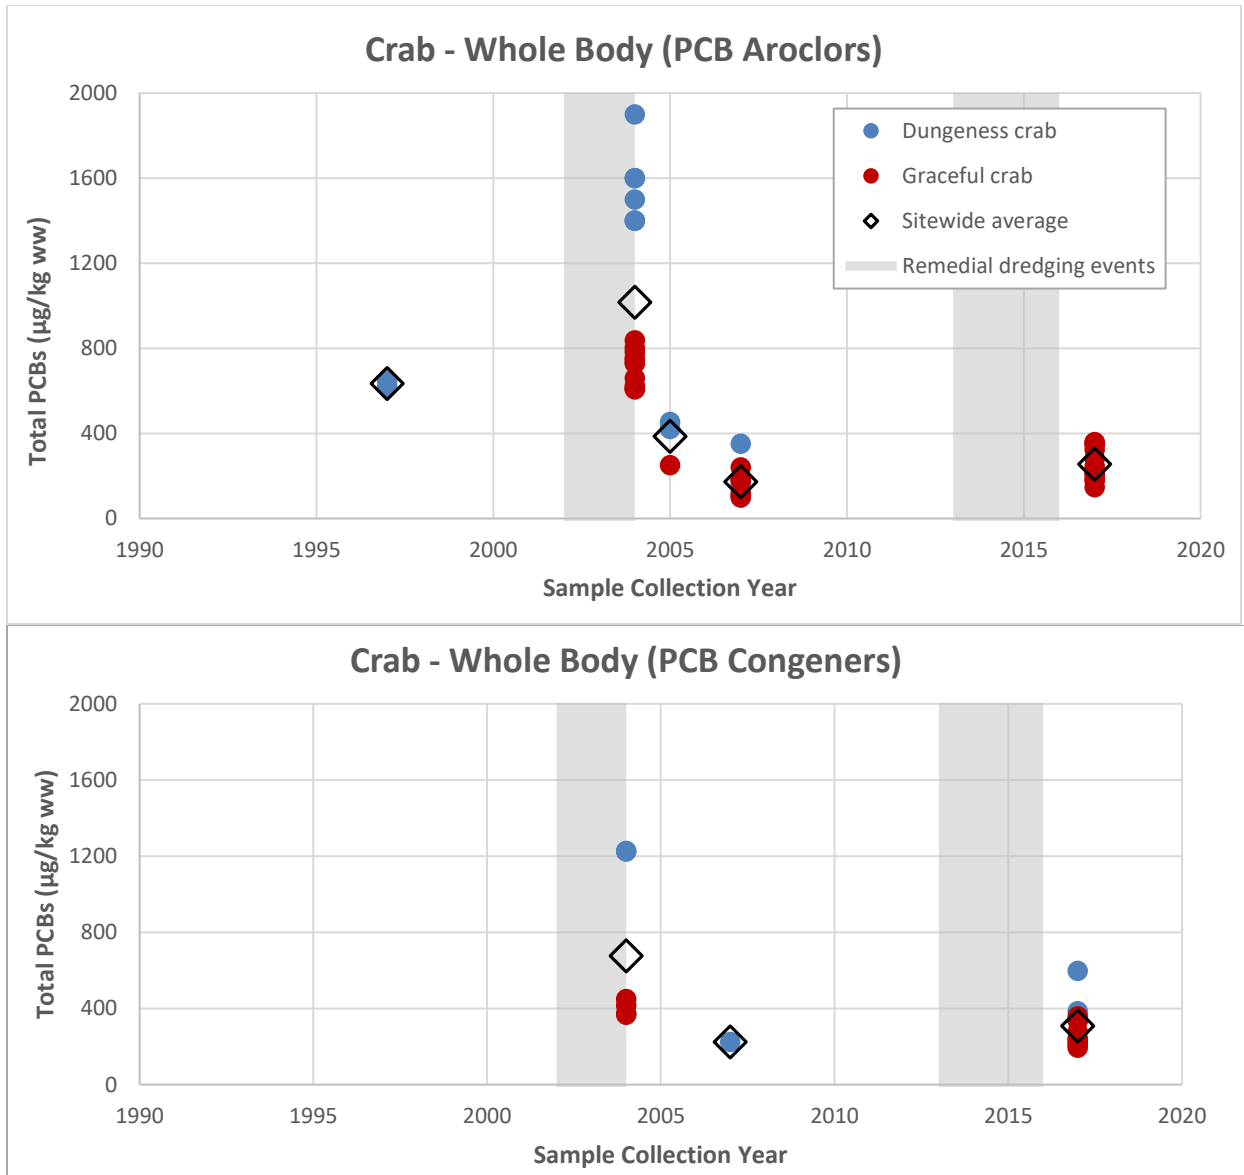 Crab - Whole Body (PCB Aroclors)
Total PCBs (µg/kg ww)
2000
1600
1200
800
400
0
Dungeness crab
Graceful crab
Sitewide average
Remedial dredging events
1990 1995 2000 2005 2010 2015 2020
Sample Collection Year
Crab - Whole Body (PCB Congeners)
Total PCBs (µg/kg ww)
2000
1600
1200
800
400
0
1990 1995 2000 2005 2010 2015 2020
Sample Collection Year